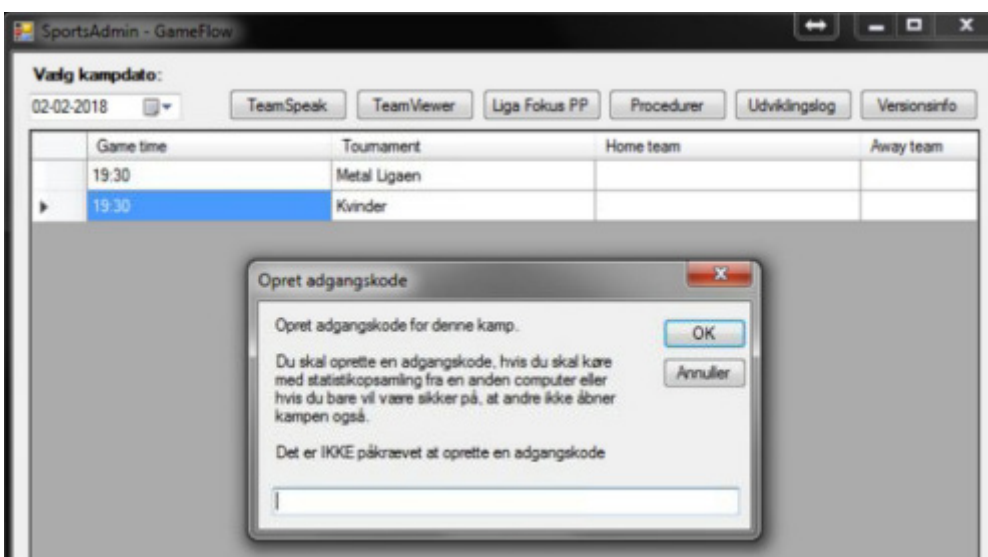 SportsAdmin - GameFlow
Vælg kampdato:
02-02-2018 TeamSpeak TeamViewer Liga Fokus PP Procedurer Udviklingslog Versionsinfo
Game time Tournament Home team Away team
19:30 Metal Ligaen
19:30 Kvinder
Opret adgangskode
Opret adgangskode for denne kamp.
OK
Du skal oprette en adgangskode, hvis du skal køre
med statistikopsamling fra en anden computer eller
hvis du bare vil være sikker på, at andre ikke åbner
kampen også.
Annuller
Det er IKKE påkrævet at oprette en adgangskode